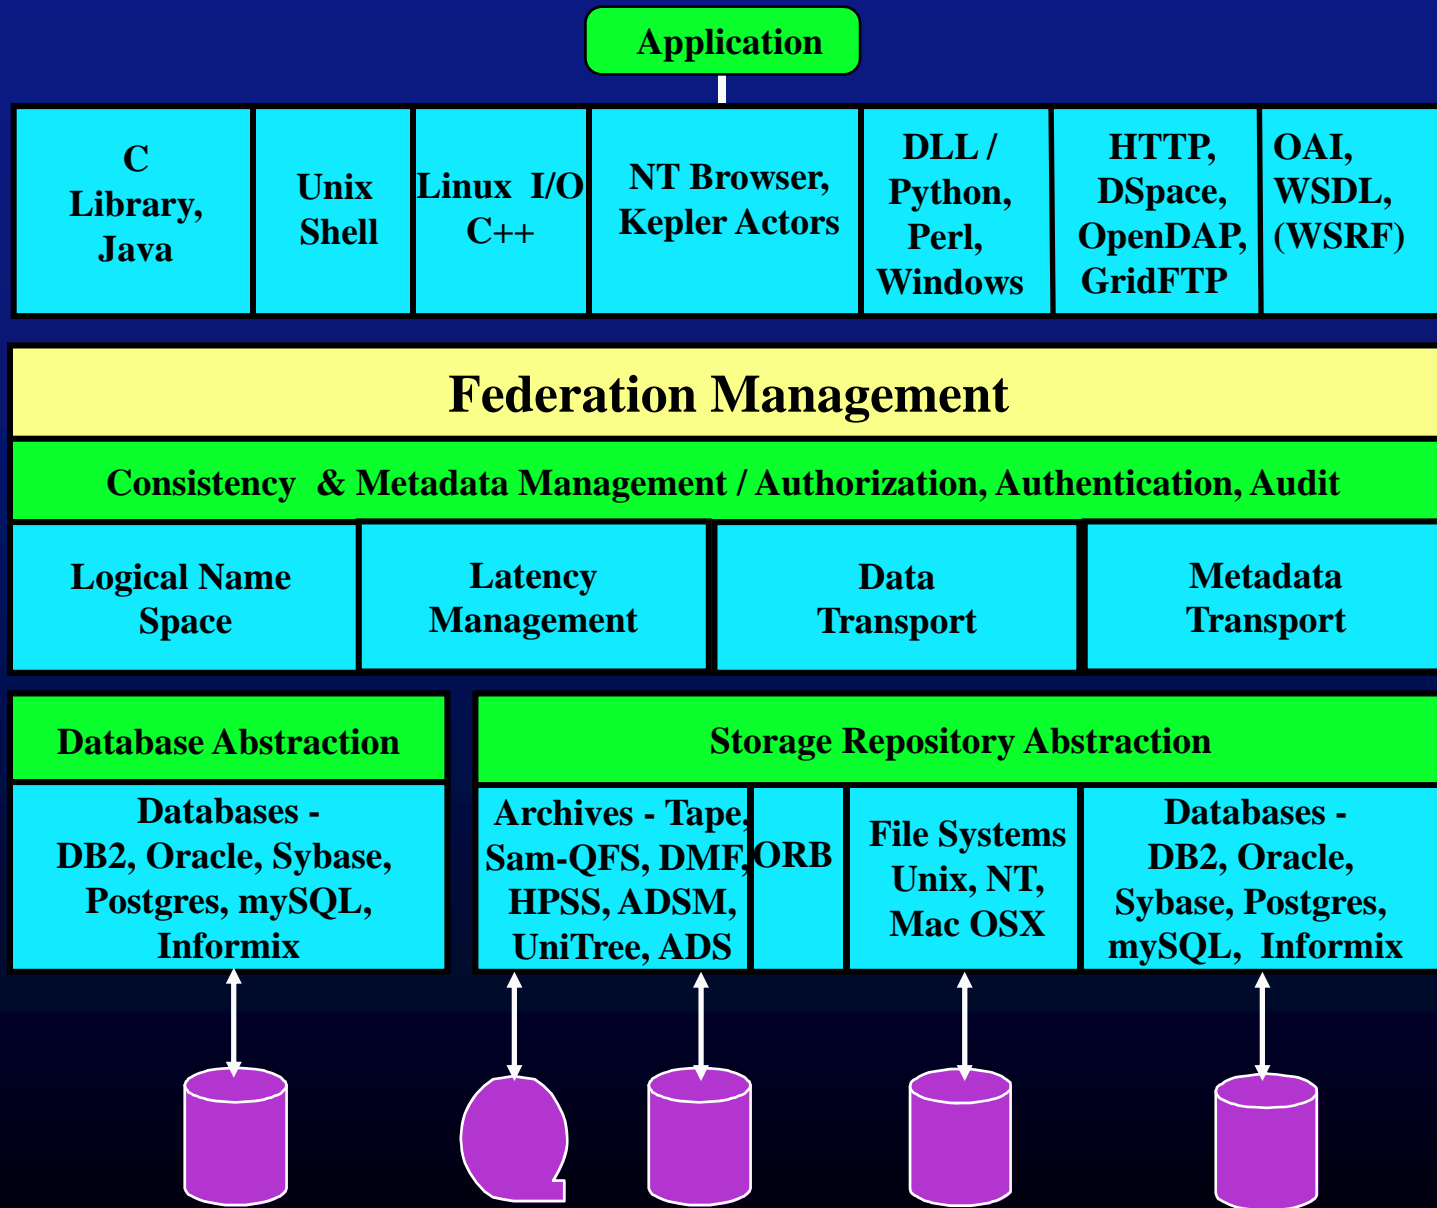 Application
C
Library,
Java
Unix
Shell
Linux I/O
C++
NT Browser,
Kepler Actors
DLL /
Python,
Perl,
Windows
HTTP,
DSpace,
OpenDAP,
GridFTP
OAI,
WSDL,
(WSRF)
Federation Management
Consistency & Metadata Management / Authorization, Authentication, Audit
Logical Name
Space
Latency
Management
Data
Transport
Metadata
Transport
Database Abstraction
Storage Repository Abstraction
Databases -
DB2, Oracle, Sybase,
Postgres, mySQL,
Informix
Archives - Tape,
Sam-QFS, DMF,
HPSS, ADSM,
UniTree, ADS
ORB
File Systems
Unix, NT,
Mac OSX
Databases -
DB2, Oracle,
Sybase, Postgres,
mySQL, Informix